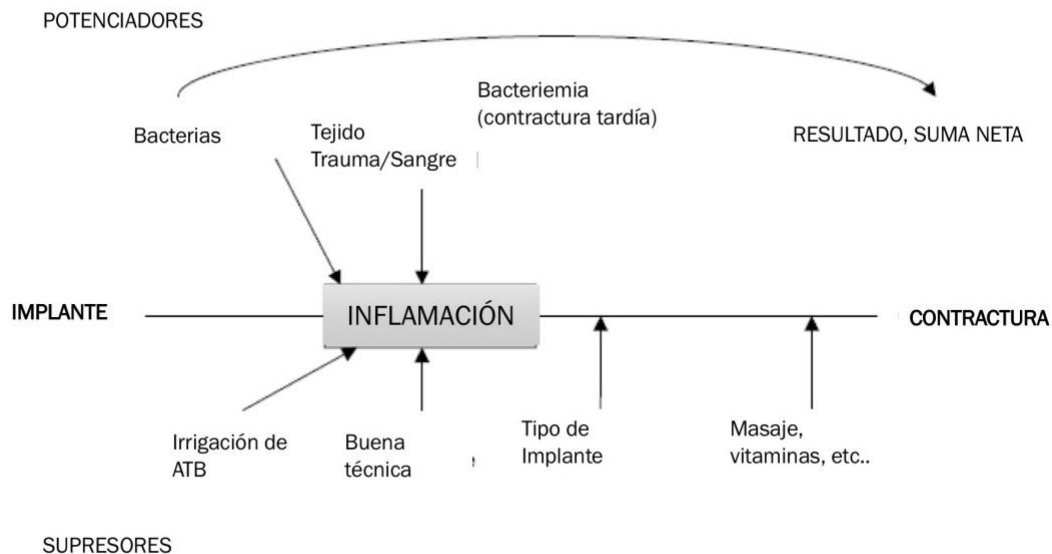 POTENCIADORES
Bacteriemia
(contractura tardía)
Bacterias
Tejido
Trauma/Sangre
RESULTADO, SUMA NETA
IMPLANTE
INFLAMACIÓN
CONTRACTURA
Irrigación de
ATB
Buena
técnica
,
Tipo de
Implante
Masaje,
vitaminas, etc..
SUPRESORES